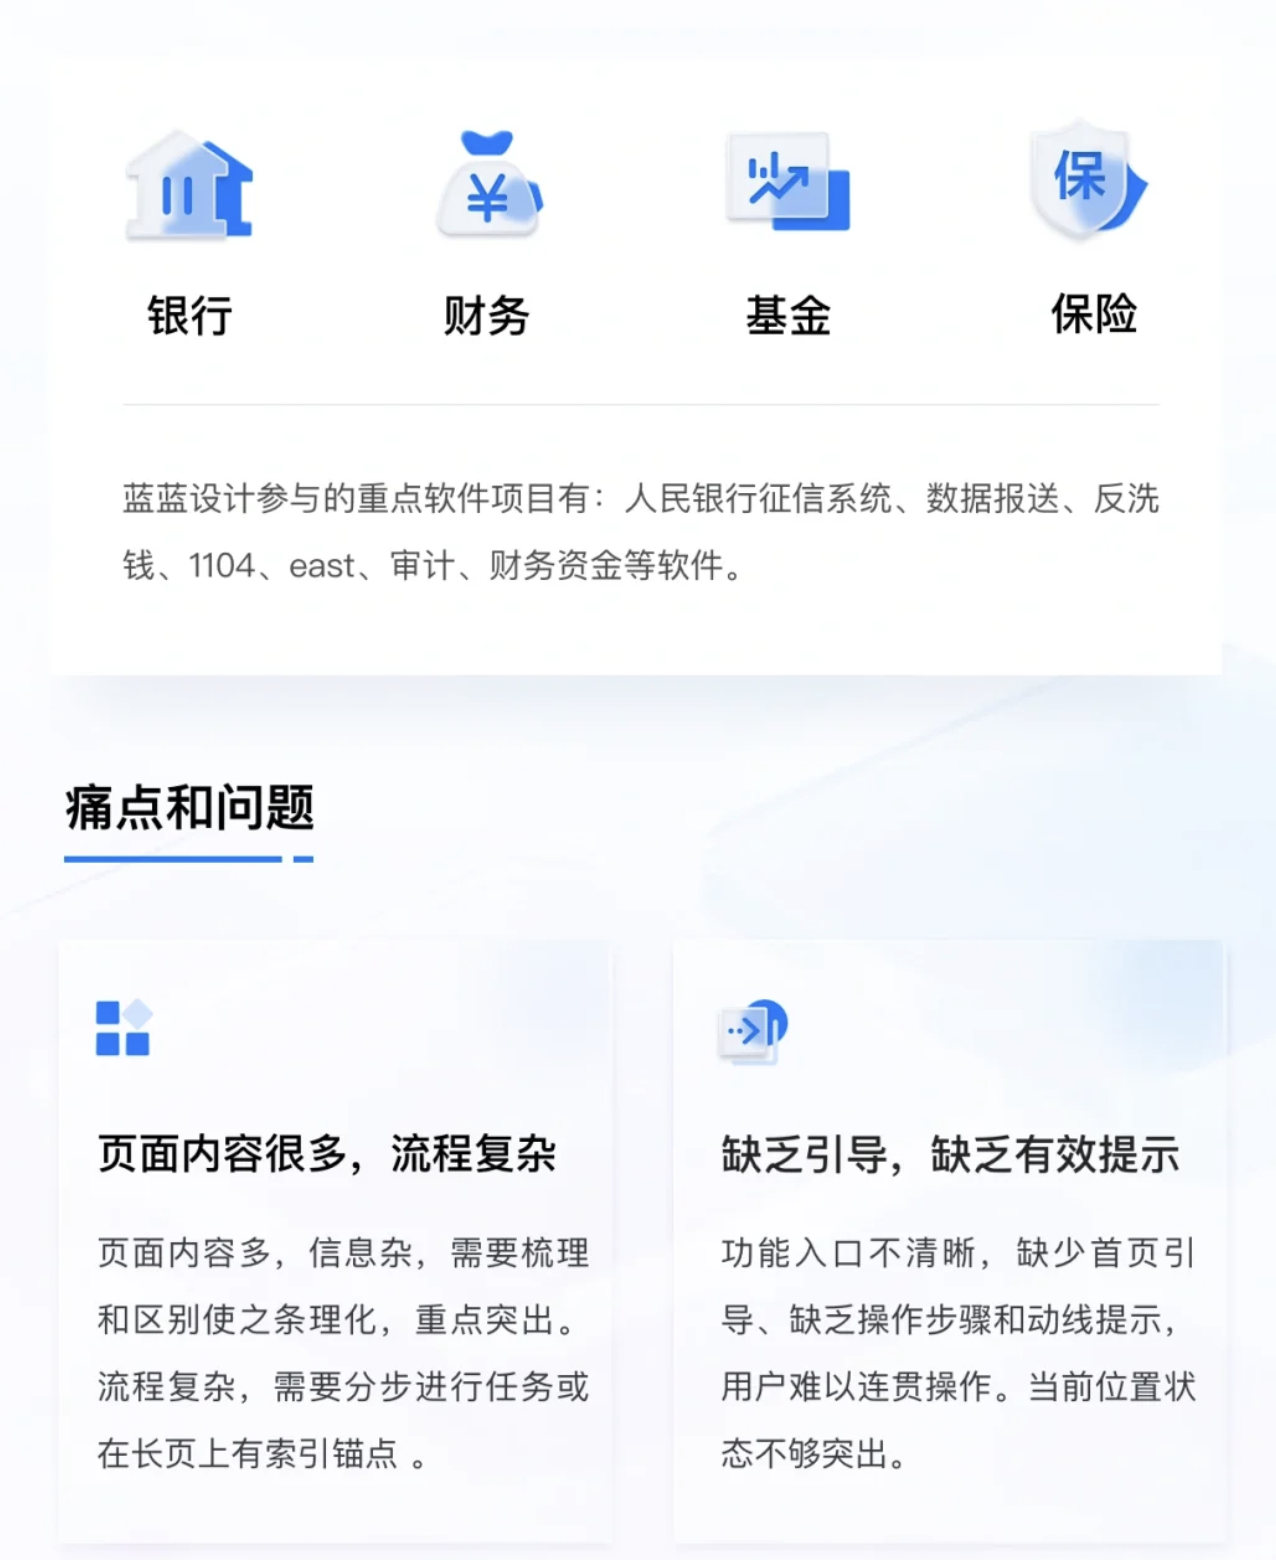 保
银行
财务
基金
保险
蓝蓝设计参与的重点软件项目有：人民银行征信系统、数据报送、反洗
钱、1104、east、审计、财务资金等软件。
痛点和问题
页面内容很多，流程复杂
页面内容多，信息杂，需要梳理
和区别使之条理化，重点突出。
流程复杂，需要分步进行任务或
在长页上有索引锚点 。
缺乏引导，缺乏有效提示
功能入口不清晰，缺少首页引
导、缺乏操作步骤和动线提示，
用户难以连贯操作。当前位置状
态不够突出。